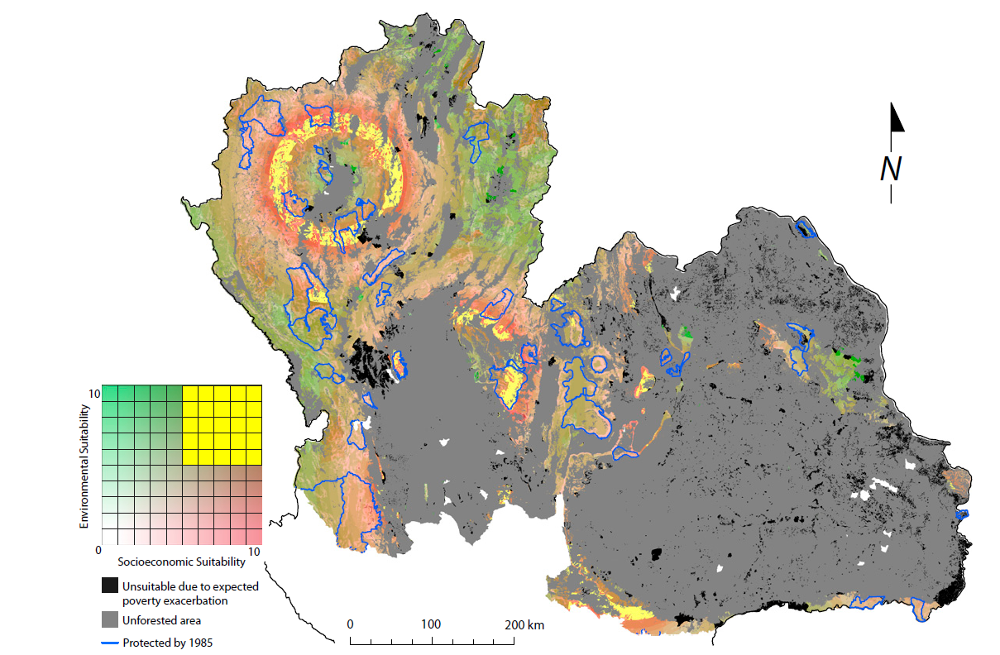 N
10
Environmental Suitability
0
10
Socioeconomic Suitability
Unsuitable due to expected
poverty exacerbation
Unforested area
Protected by 1985
0
100
200 km